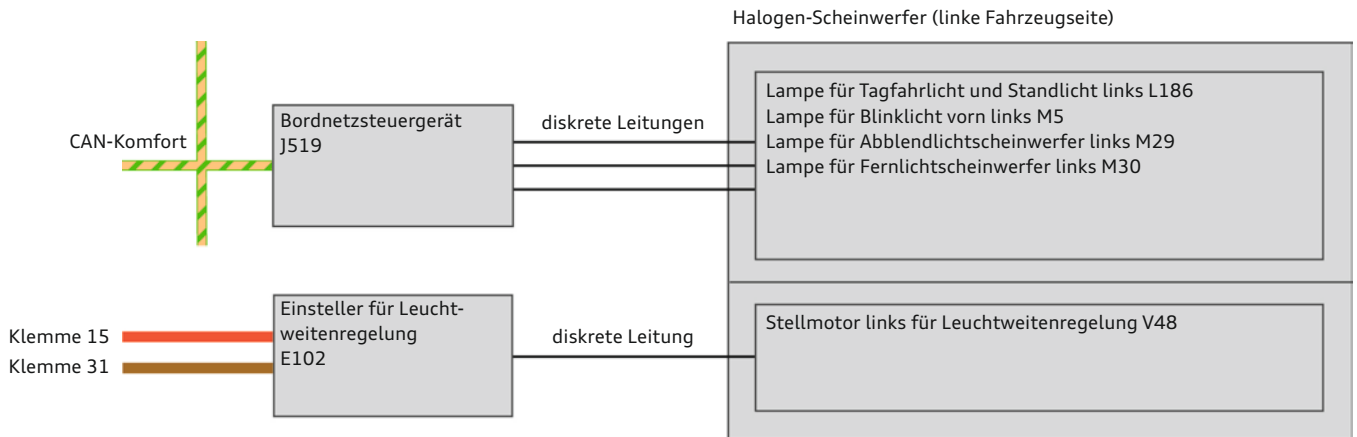 Halogen-Scheinwerfer (linke Fahrzeugseite)
CAN-Komfort
Bordnetzsteuergerät
J519
diskrete Leitungen
Lampe für Tagfahrlicht und Standlicht links L186
Lampe für Blinklicht vorn links M5
Lampe für Abblendlichtscheinwerfer links M29
Lampe für Fernlichtscheinwerfer links M30
Klemme 15
Klemme 31
Einsteller für Leucht-
weitenregelung
E102
diskrete Leitung
Stellmotor links für Leuchtweitenregelung V48